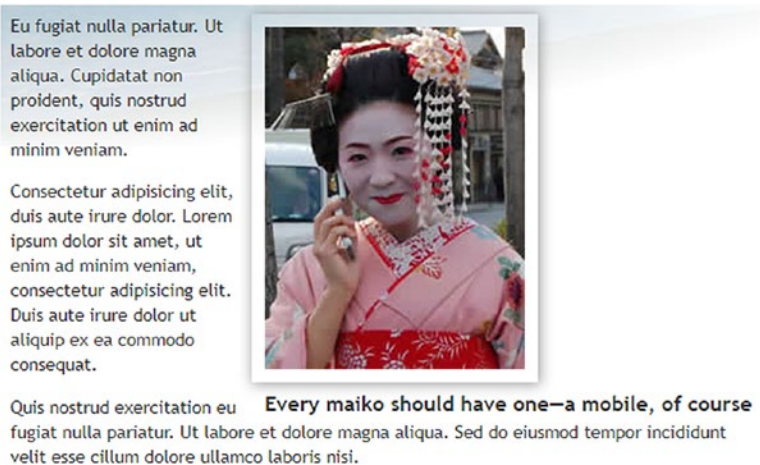 Eu fugiat nulla pariatur. Ut
labore et dolore magna
aliqua. Cupidatat non
proident, quis nostrud
exercitation ut enim ad
minim veniam.
Consectetur adipisicing elit,
duis aute irure dolor. Lorem
ipsum dolor sit amet, ut
enim ad minim veniam,
consectetur adipisicing elit.
Duis aute irure dolor ut
aliquip ex ea commodo
consequat.
Every maiko should have one—a mobile, of course
Quis nostrud exercitation eu
fugiat nulla pariatur. Ut labore et dolore magna aliqua. Sed do eiusmod tempor incididunt
velit esse cillum dolore ullamco laboris nisi.